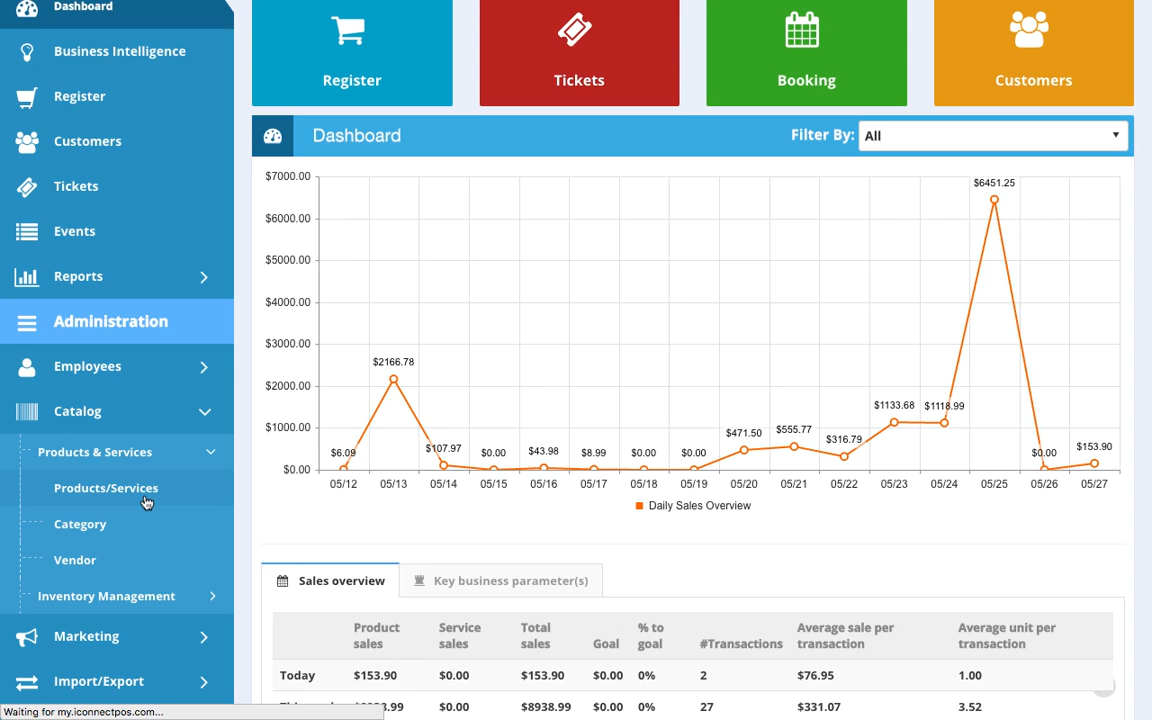 Dashboard
Business Intelligence
Register
Customers
Tickets
Events
Reports
Administration
Employees
Catalog
Products & Services
Products/Services
Category
Vendor
Inventory Management
Marketing
Import/Export
Waiting for my.iconnectpos.com...
Register
Tickets
Booking
Customers
Dashboard
Filter By:
All
$7000.00
$6000.00
$5000.00
$4000.00
$3000.00
$2000.00
$1000.00
$0.00
$6.09
$2166.78
$107.97
$0.00
$43.98
$8.99
$0.00
$0.00
$471.50
$555.77
$316.79
$1133.68
$1118.99
$6451.25
$0.00
$153.90
05/12 05/13 05/14 05/15 05/16 05/17 05/18 05/19 05/20 05/21 05/22 05/23 05/24 05/25 05/26 05/27
Daily Sales Overview
Sales overview
Key business parameter(s)
Product sales
Service sales
Total sales
Goal
% to goal
#Transactions
Average sale per transaction
Average unit per transaction
Today $153.90 $0.00 $153.90 $0.00 0% 2 $76.95 1.00
$0.00 $8938.99 $0.00 0% 27 $331.07 3.52